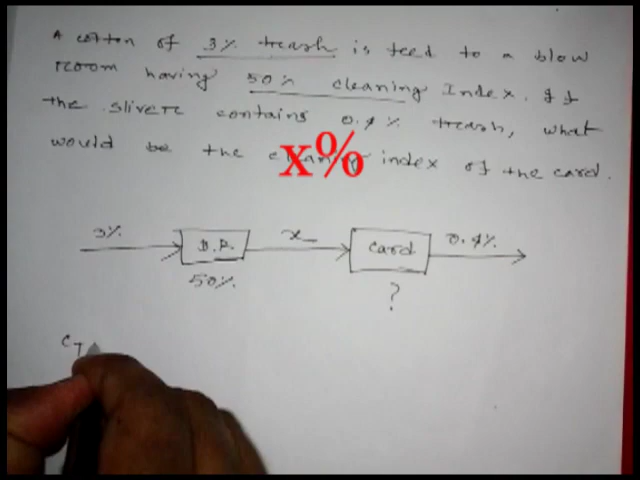 A cotton of 3% trash is feed to a blow
room having 50% cleaning Index. If
the sliver contains 0.4% trash, what
would be the cleaning index of the card.
x%
3% B.R. x Card 0.4%
50% ?
CT